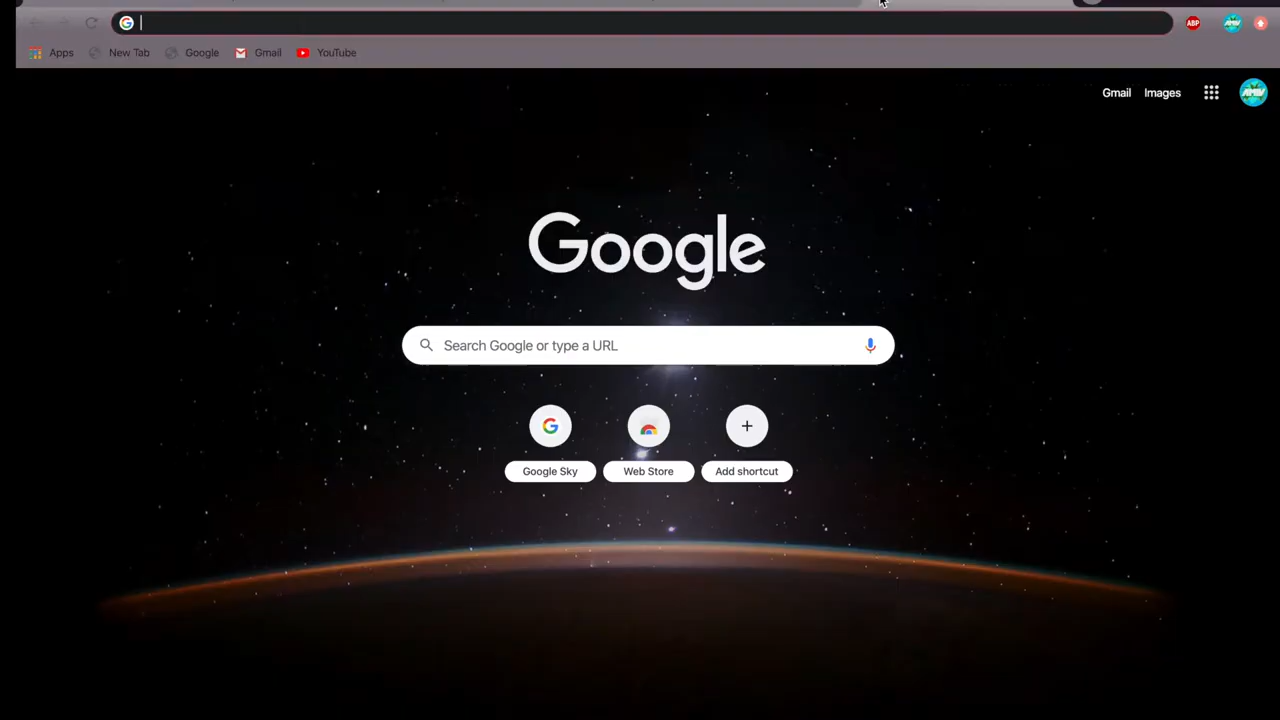 ABP
Apps New Tab Google Gmail YouTube
Gmail Images
Google
Search Google or type a URL
Google Sky Web Store Add shortcut